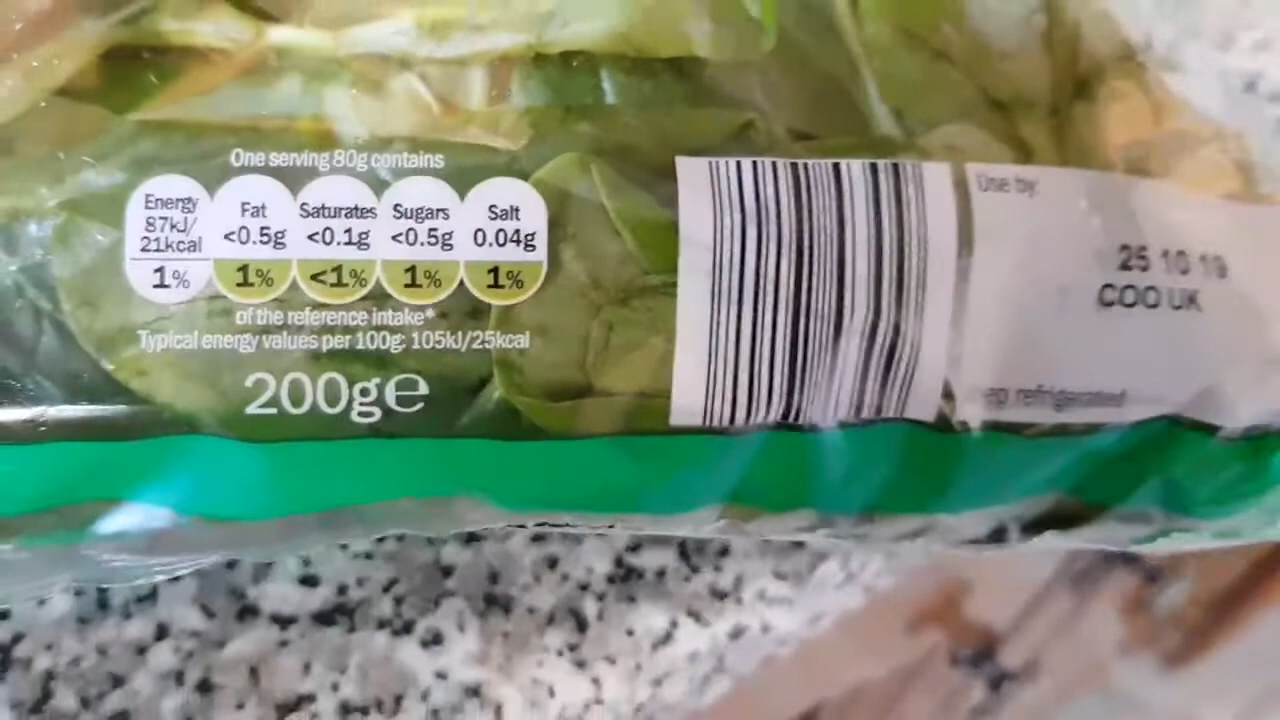 One serving 80g contains
Energy
87kJ/
21kcal
1%
Fat
<0.5g
1%
Saturates
<0.1g
<1%
Sugars
<0.5g
1%
Salt
0.04g
1%
of the reference intake*
Typical energy values per 100g: 105kJ/25kcal
200g℮
Use by:
25 10 19
COO UK
refrigerated